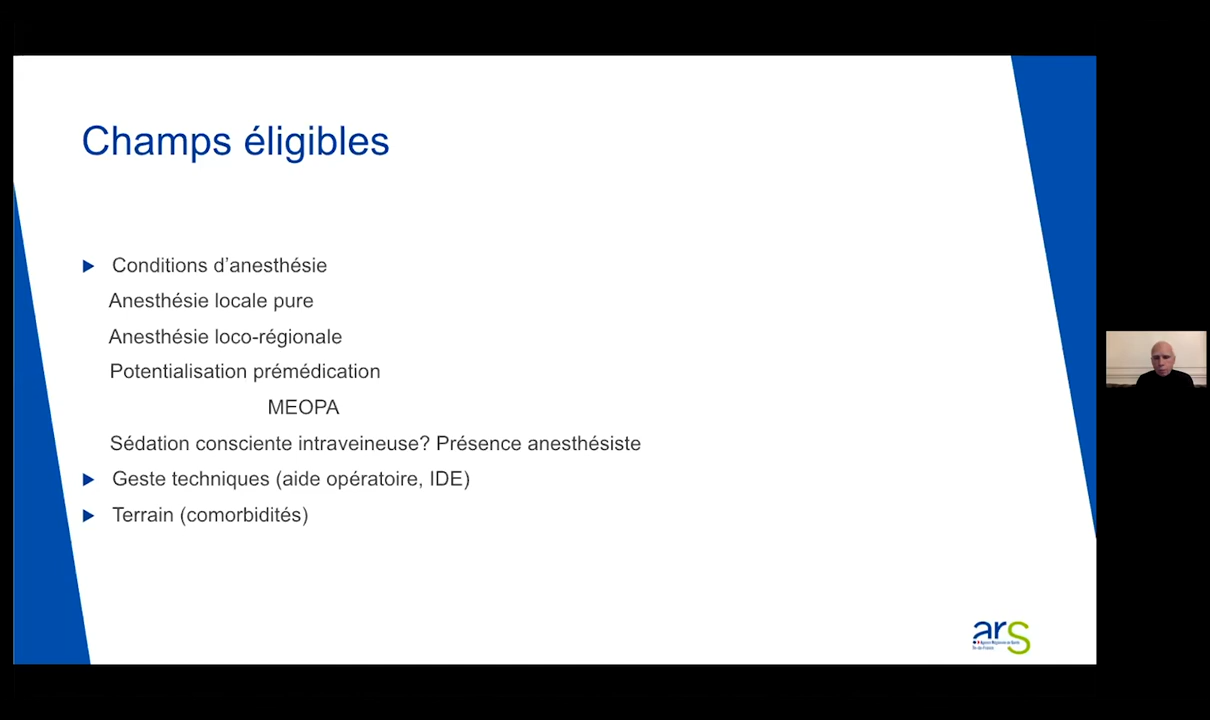 Champs éligibles
Conditions d’anesthésie
Anesthésie locale pure
Anesthésie loco-régionale
Potentialisation prémédication
MEOPA
Sédation consciente intraveineuse? Présence anesthésiste
Geste techniques (aide opératoire, IDE)
Terrain (comorbidités)
ars